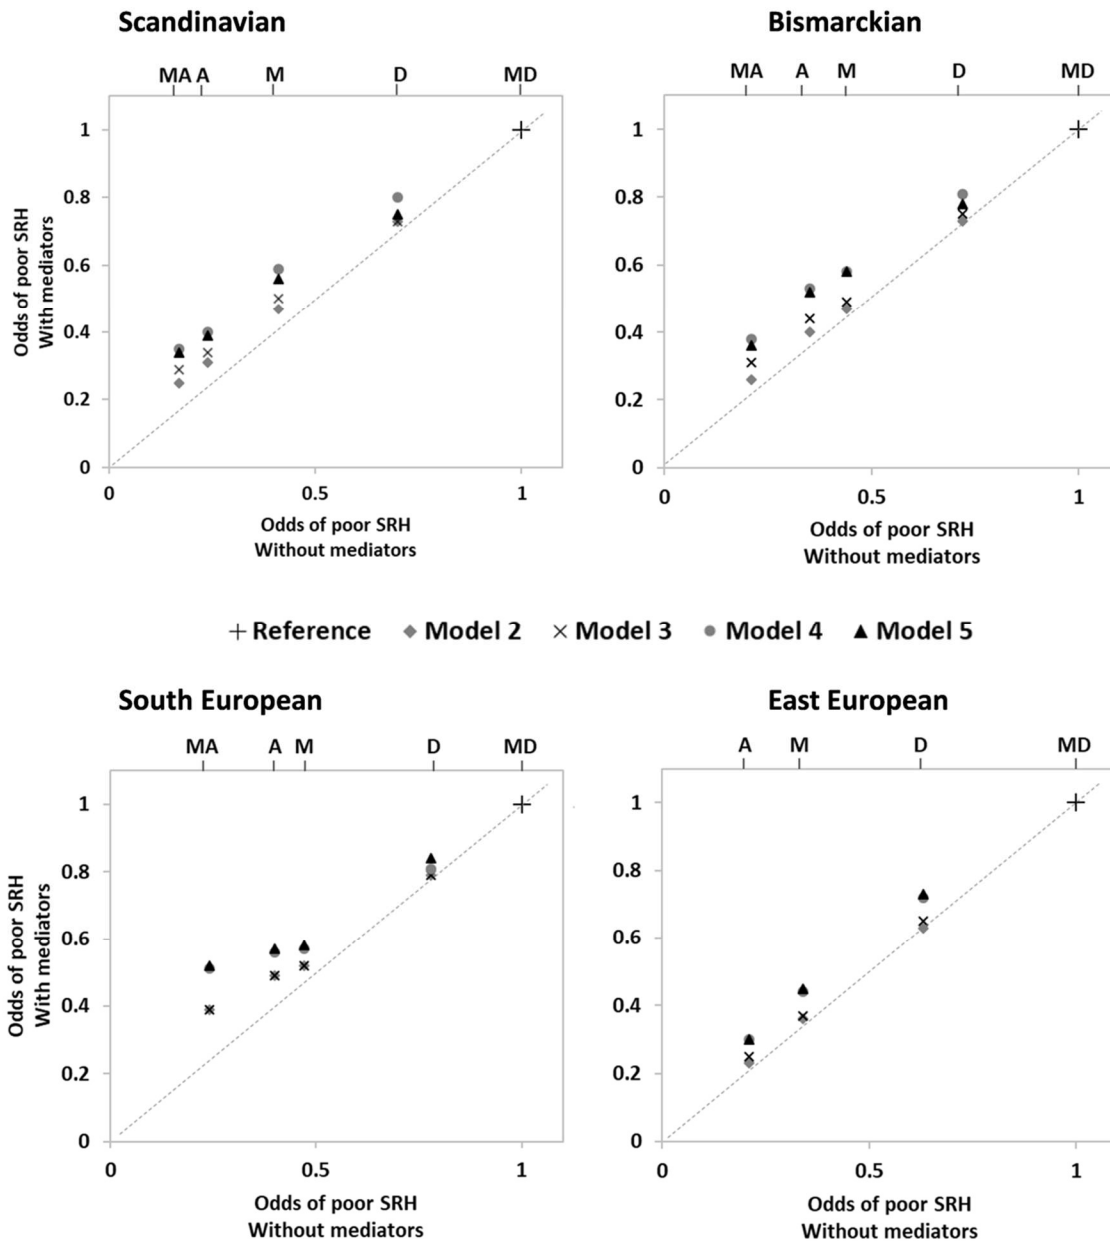 Scandinavian
MA A M D MD
1
0.8
0.6
0.4
0.2
0
Odds of poor SRH
With mediators
0 0.5 1
Odds of poor SRH
Without mediators
Bismarckian
MA A M D MD
1
0.8
0.6
0.4
0.2
0
0 0.5 1
Odds of poor SRH
Without mediators
Reference Model 2 Model 3 Model 4 Model 5
South European
MA A M D MD
1
0.8
0.6
0.4
0.2
0
Odds of poor SRH
With mediators
0 0.5 1
Odds of poor SRH
Without mediators
East European
A M D MD
1
0.8
0.6
0.4
0.2
0
0 0.5 1
Odds of poor SRH
Without mediators